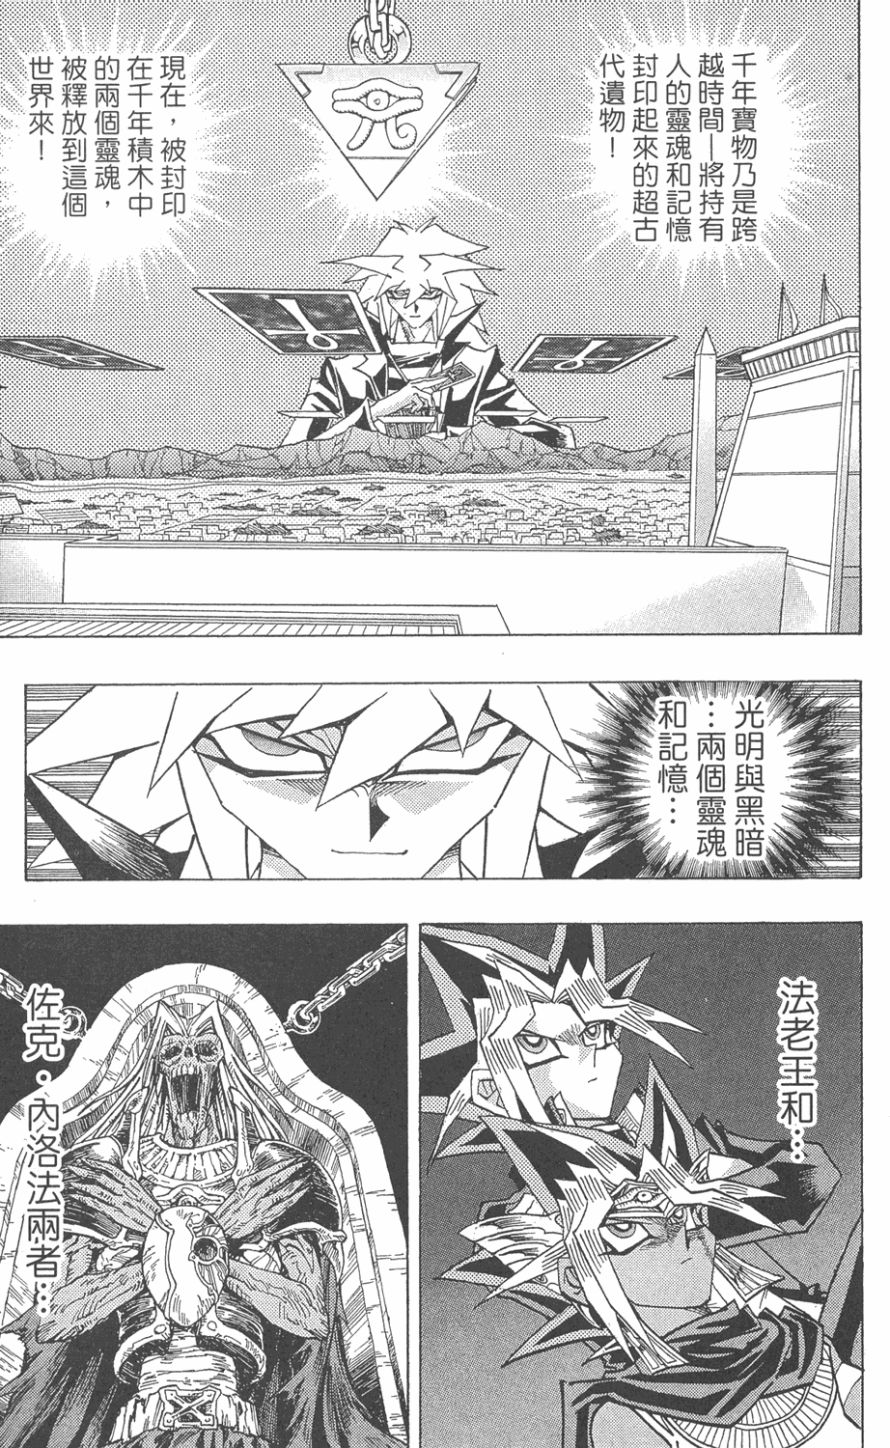 千年寶物乃是跨
越時間—將持有
人的靈魂和記憶
封印起來的超古
代遺物！
現在，被封印
在千年積木中
的兩個靈魂，
被釋放到這個
世界來！
光明與黑暗
…兩個靈魂
和記憶…
法老王和…
佐克・內洛法兩者…